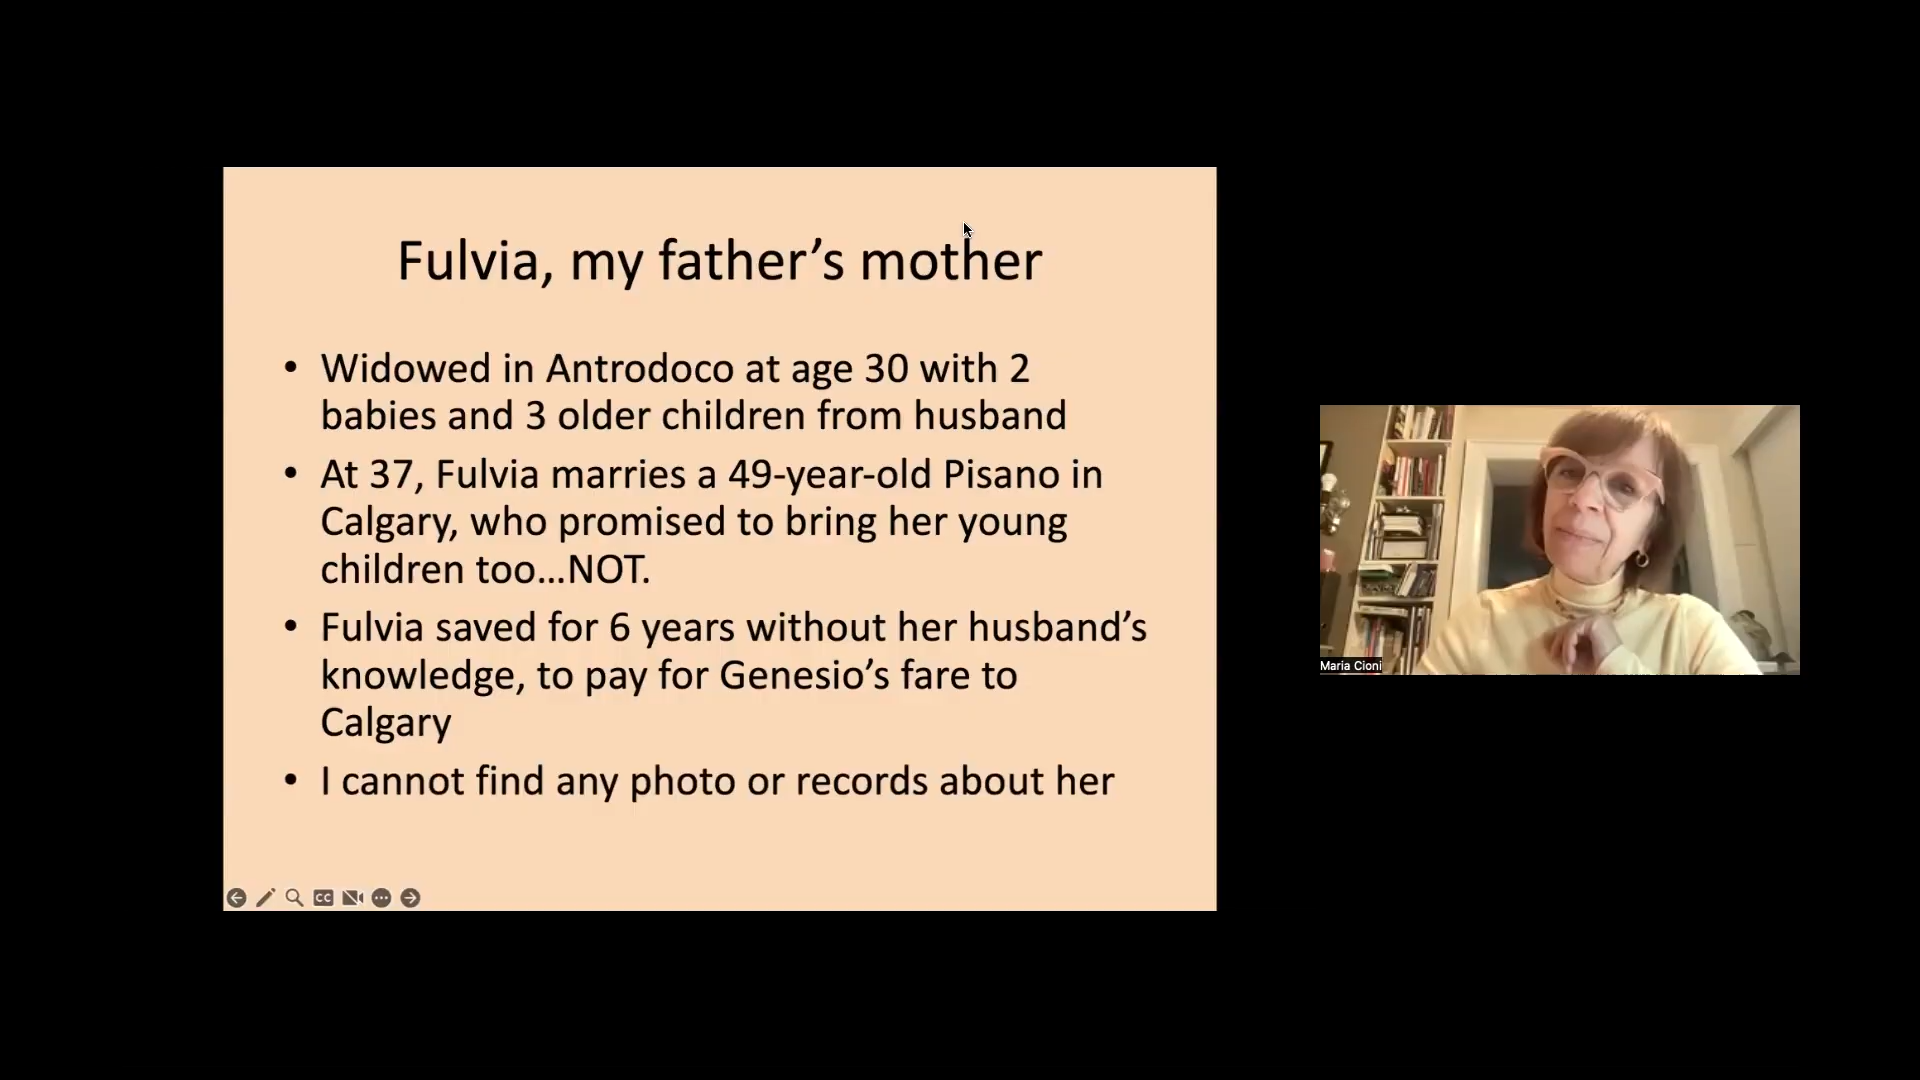 Fulvia, my father’s mother
• Widowed in Antrodoco at age 30 with 2
babies and 3 older children from husband
• At 37, Fulvia marries a 49-year-old Pisano in
Calgary, who promised to bring her young
children too…NOT.
• Fulvia saved for 6 years without her husband’s
knowledge, to pay for Genesio’s fare to
Calgary
• I cannot find any photo or records about her
CC
Maria Cioni